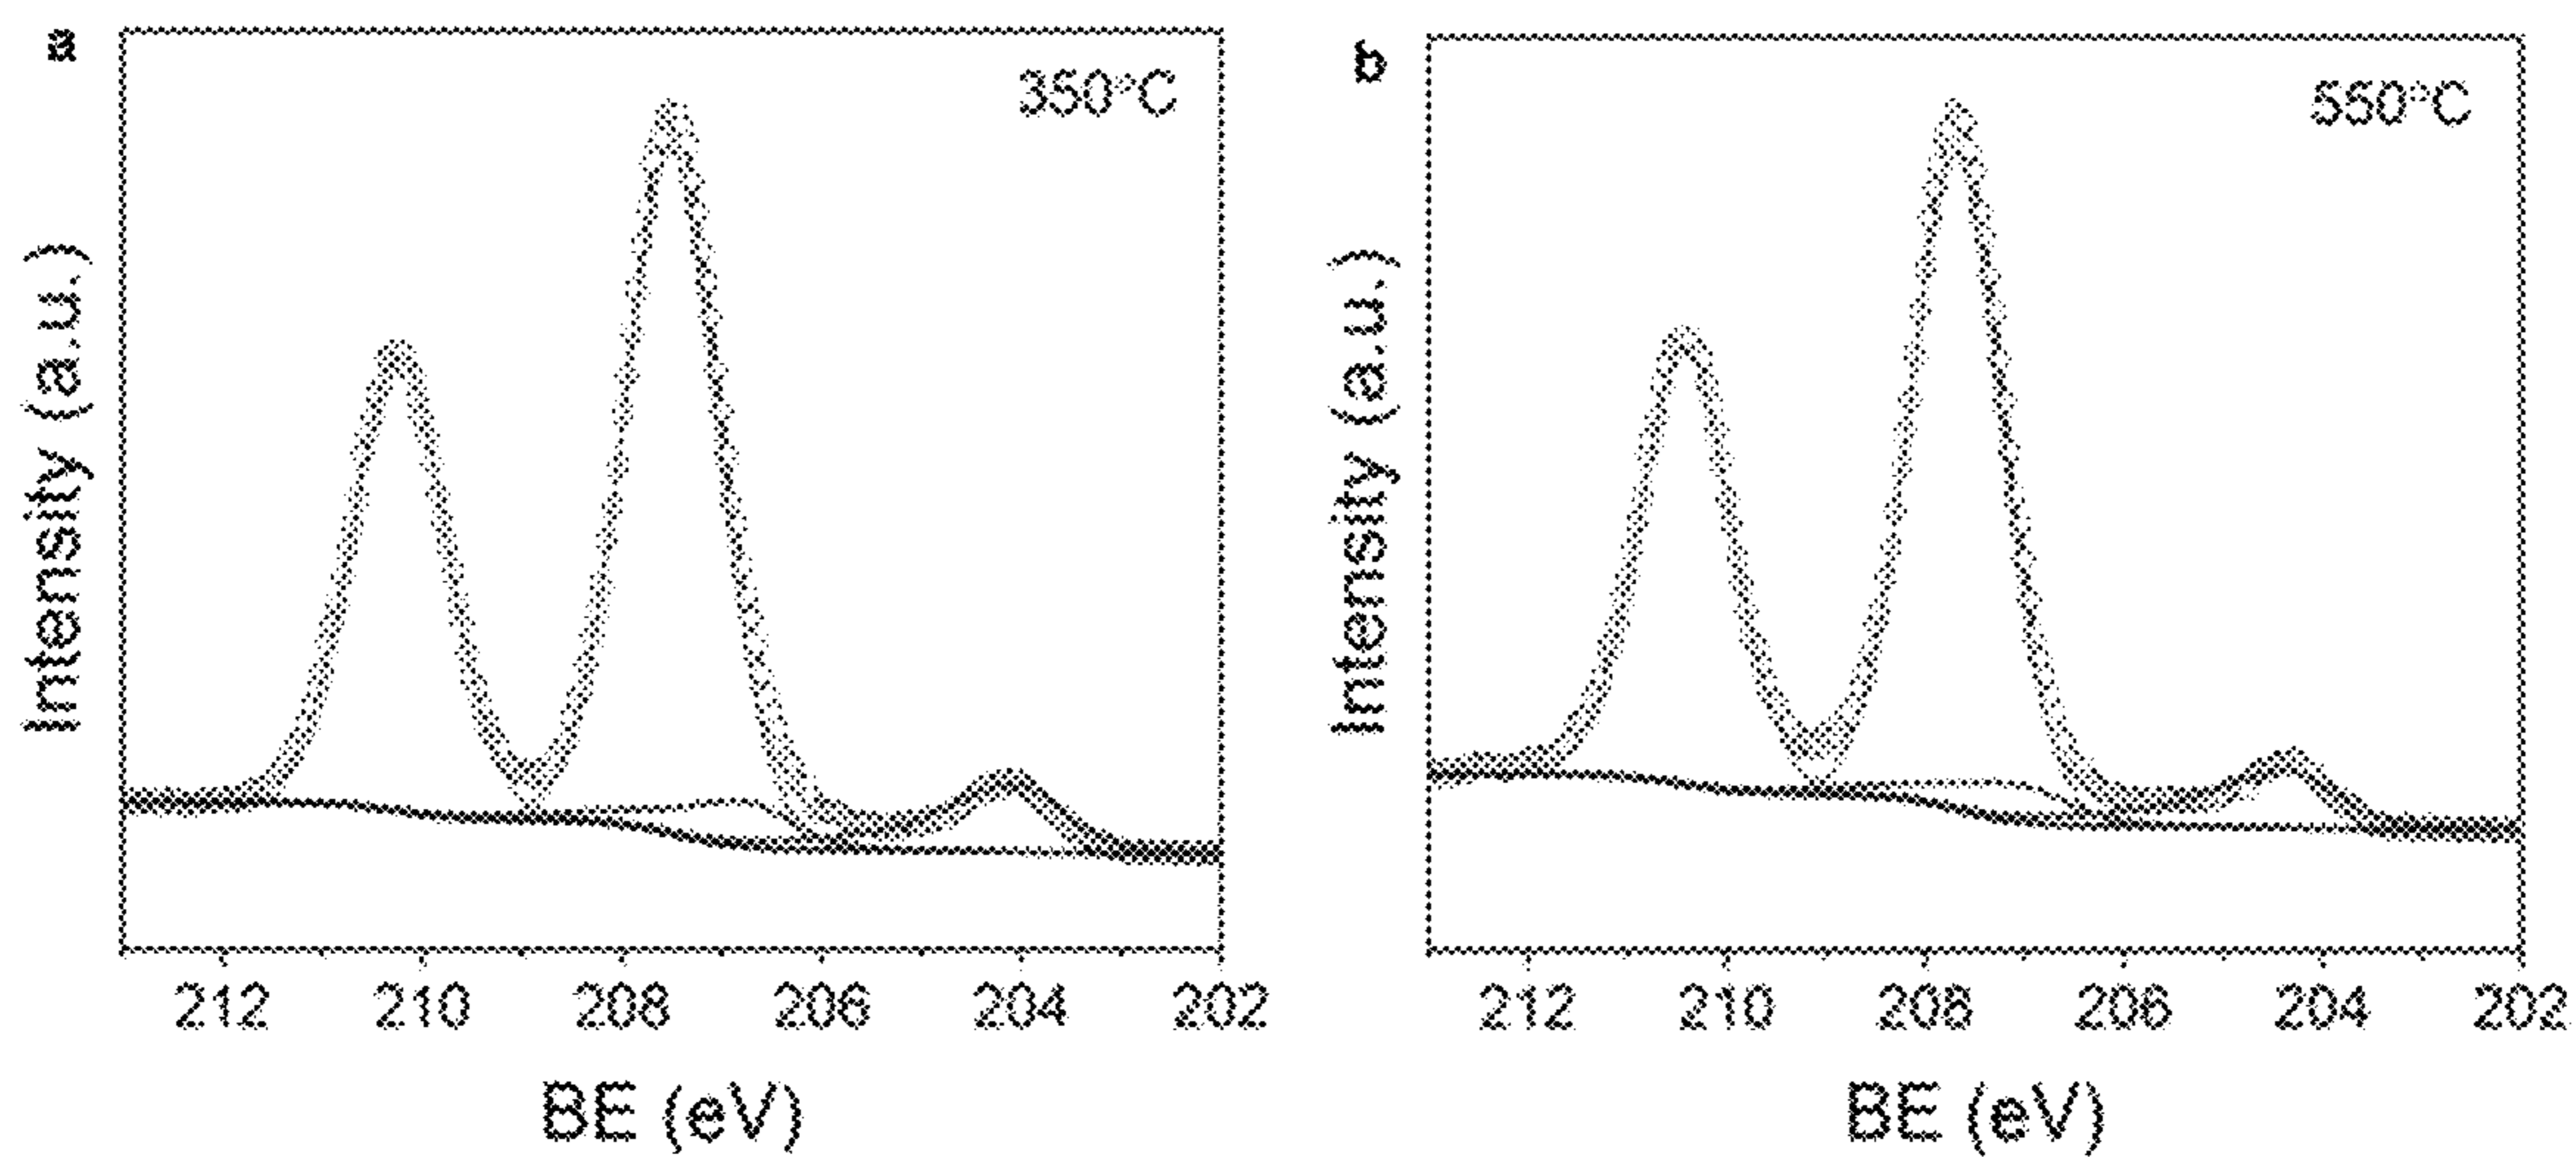 a
350°C
Intensity (a.u.)
212 210 208 206 204 202
BE (eV)
b
550°C
Intensity (a.u.)
212 210 208 206 204 202
BE (eV)